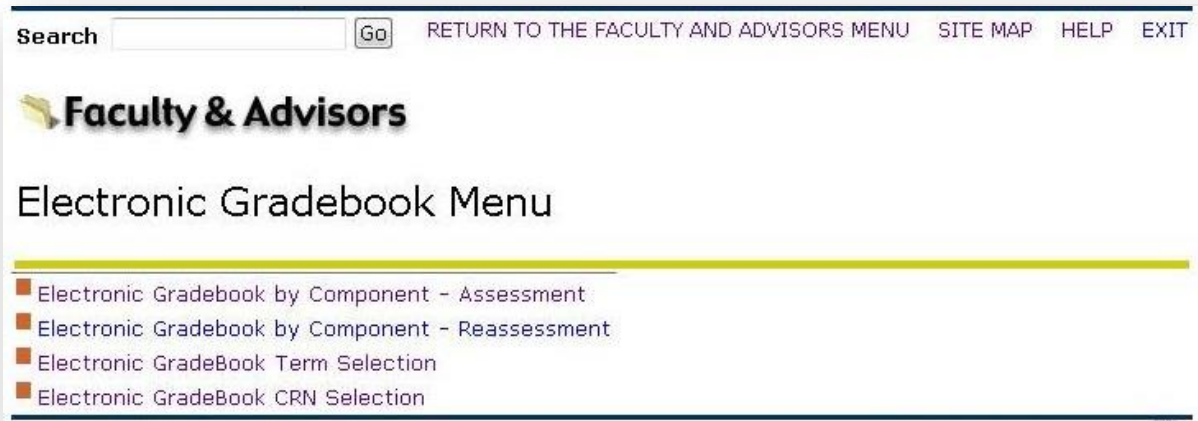 Search Go RETURN TO THE FACULTY AND ADVISORS MENU SITE MAP HELP EXIT
Faculty & Advisors
Electronic Gradebook Menu
Electronic Gradebook by Component - Assessment
Electronic Gradebook by Component - Reassessment
Electronic GradeBook Term Selection
Electronic GradeBook CRN Selection